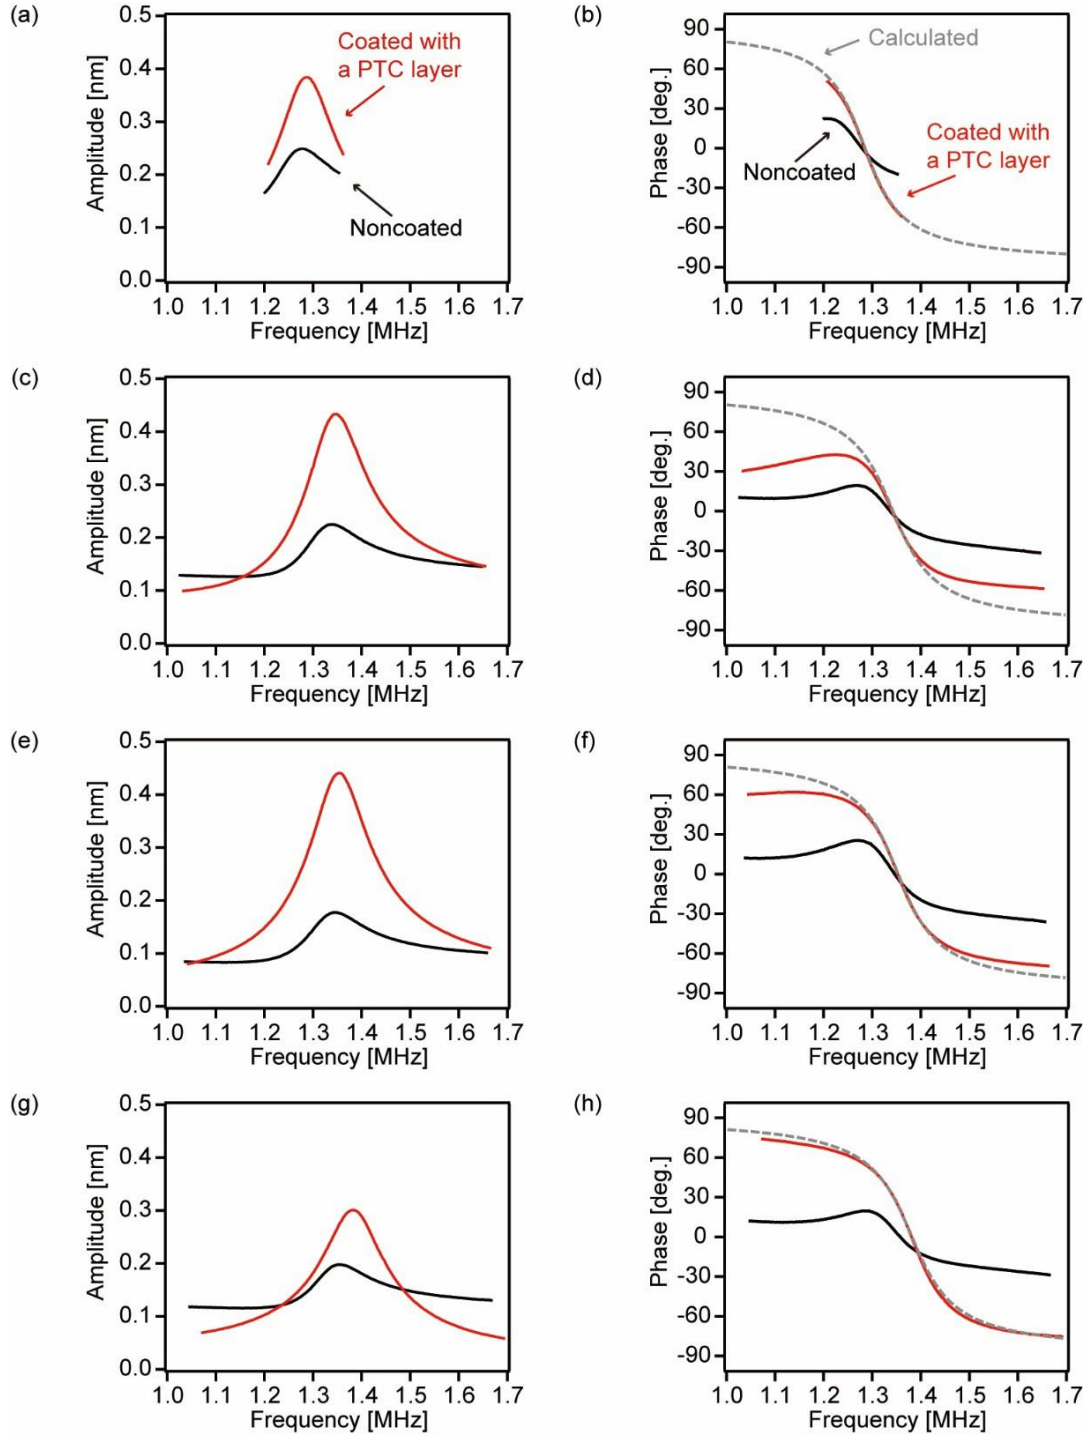 (a)
Amplitude [nm]
0.5
0.4
0.3
0.2
0.1
0.0
Coated with
a PTC layer
Noncoated
1.0 1.1 1.2 1.3 1.4 1.5 1.6 1.7
Frequency [MHz]
(b)
Phase [deg.]
90
60
30
0
-30
-60
-90
Calculated
Coated with
a PTC layer
Noncoated
1.0 1.1 1.2 1.3 1.4 1.5 1.6 1.7
Frequency [MHz]
(c)
Amplitude [nm]
0.5
0.4
0.3
0.2
0.1
0.0
1.0 1.1 1.2 1.3 1.4 1.5 1.6 1.7
Frequency [MHz]
(d)
Phase [deg.]
90
60
30
0
-30
-60
-90
1.0 1.1 1.2 1.3 1.4 1.5 1.6 1.7
Frequency [MHz]
(e)
Amplitude [nm]
0.5
0.4
0.3
0.2
0.1
0.0
1.0 1.1 1.2 1.3 1.4 1.5 1.6 1.7
Frequency [MHz]
(f)
Phase [deg.]
90
60
30
0
-30
-60
-90
1.0 1.1 1.2 1.3 1.4 1.5 1.6 1.7
Frequency [MHz]
(g)
Amplitude [nm]
0.5
0.4
0.3
0.2
0.1
0.0
1.0 1.1 1.2 1.3 1.4 1.5 1.6 1.7
Frequency [MHz]
(h)
Phase [deg.]
90
60
30
0
-30
-60
-90
1.0 1.1 1.2 1.3 1.4 1.5 1.6 1.7
Frequency [MHz]